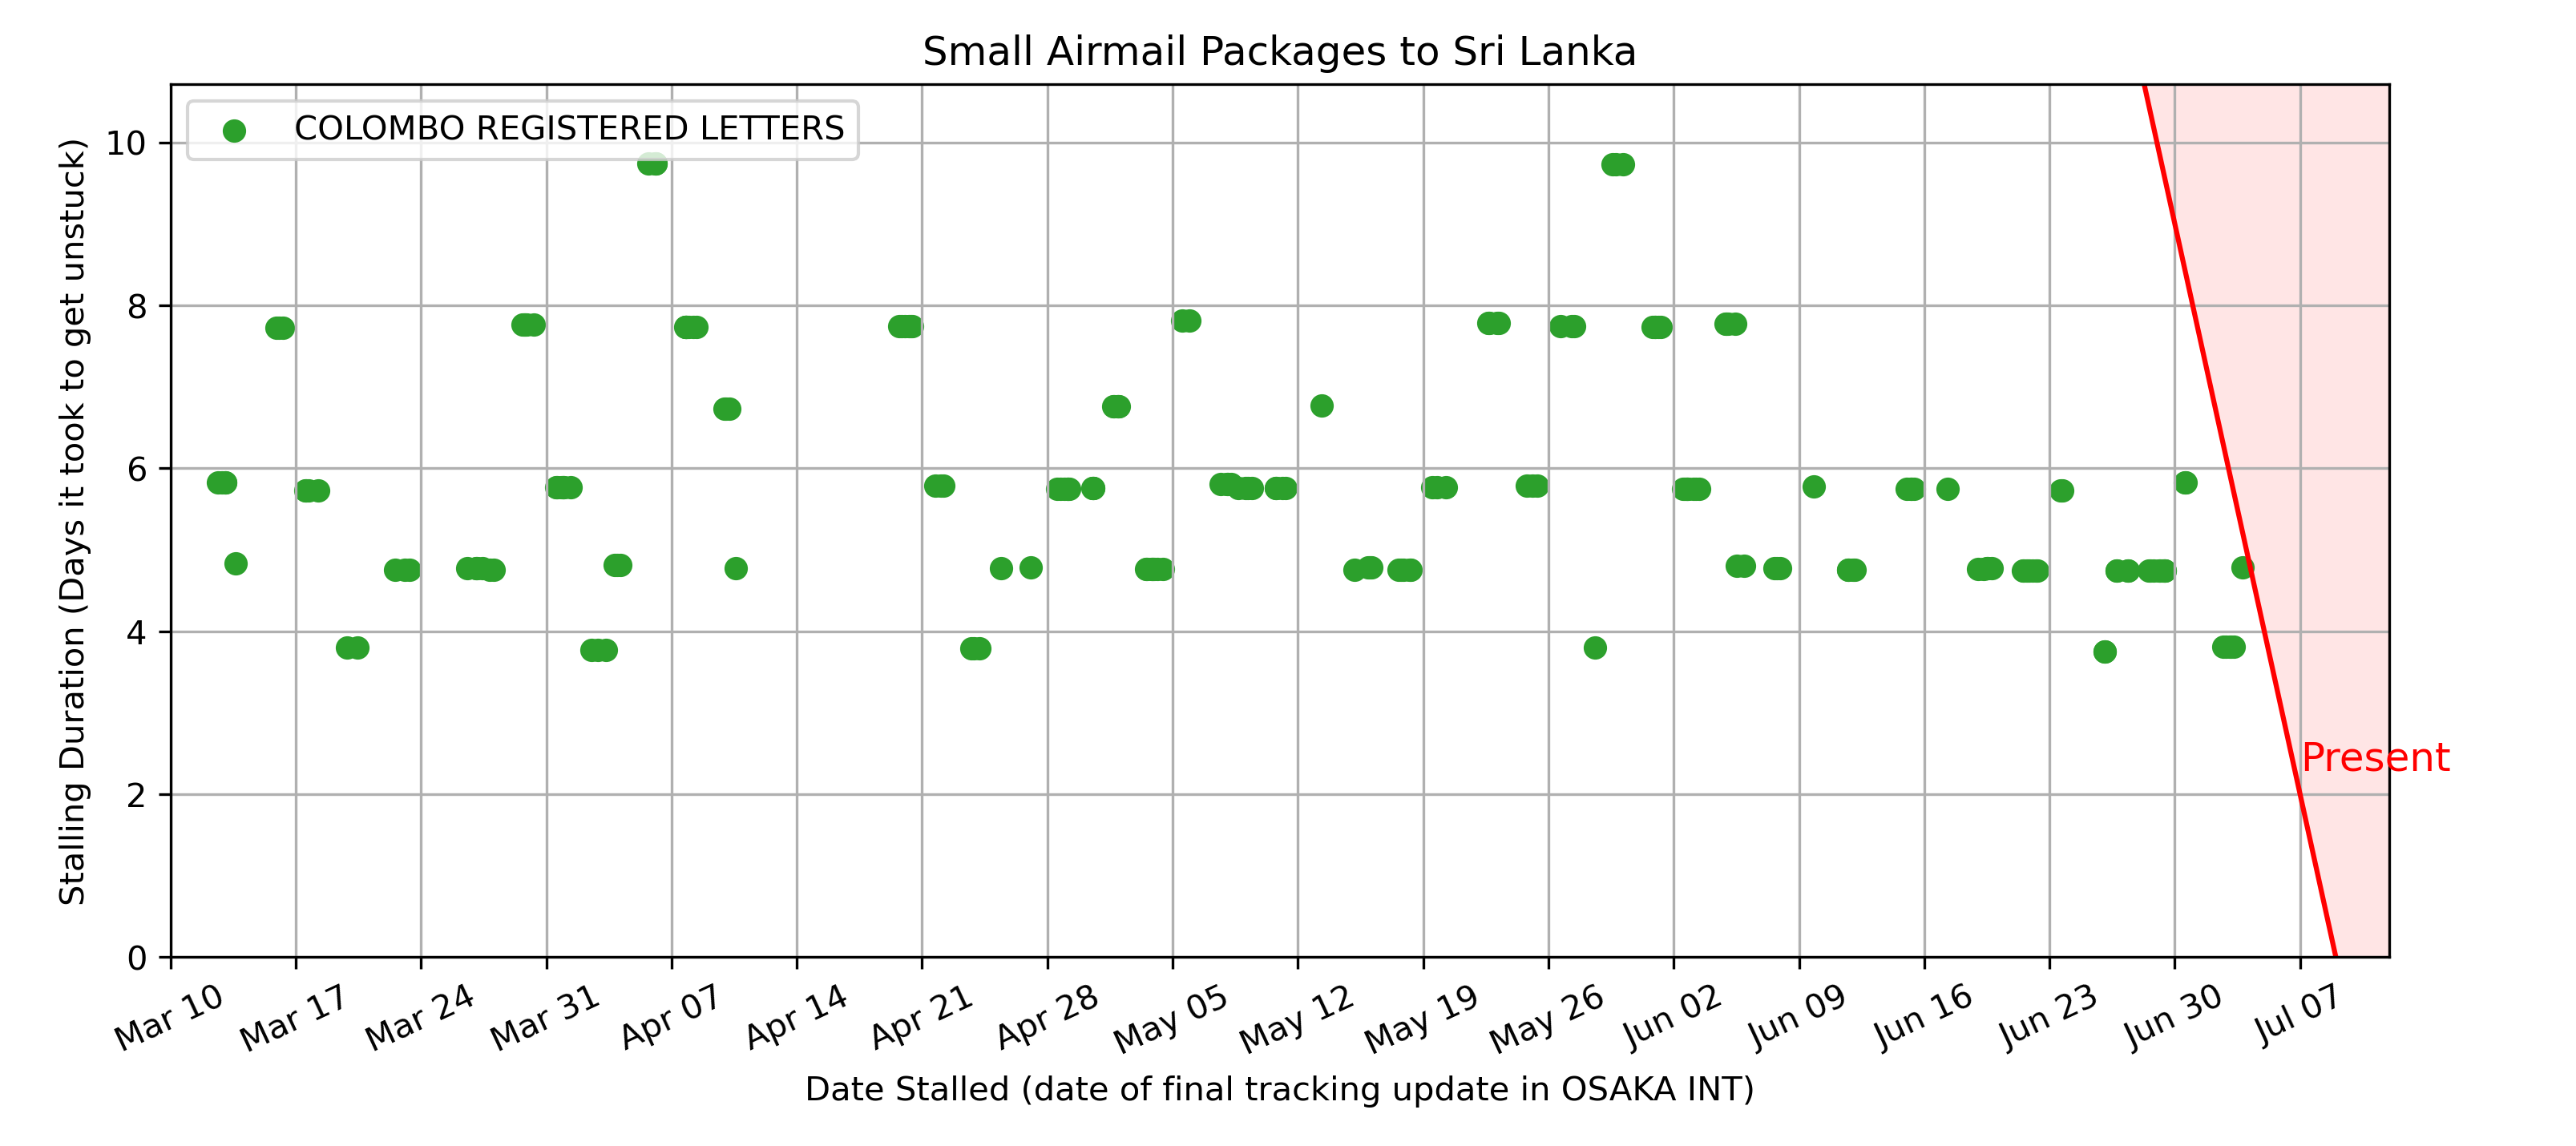 Small Airmail Packages to Sri Lanka
COLOMBO REGISTERED LETTERS
Stalling Duration (Days it took to get unstuck)
10
8
6
4
2
0
Present
Mar 10
Mar 17
Mar 24
Mar 31
Apr 07
Apr 14
Apr 21
Apr 28
May 05
May 12
May 19
May 26
Jun 02
Jun 09
Jun 16
Jun 23
Jun 30
Jul 07
Date Stalled (date of final tracking update in OSAKA INT)